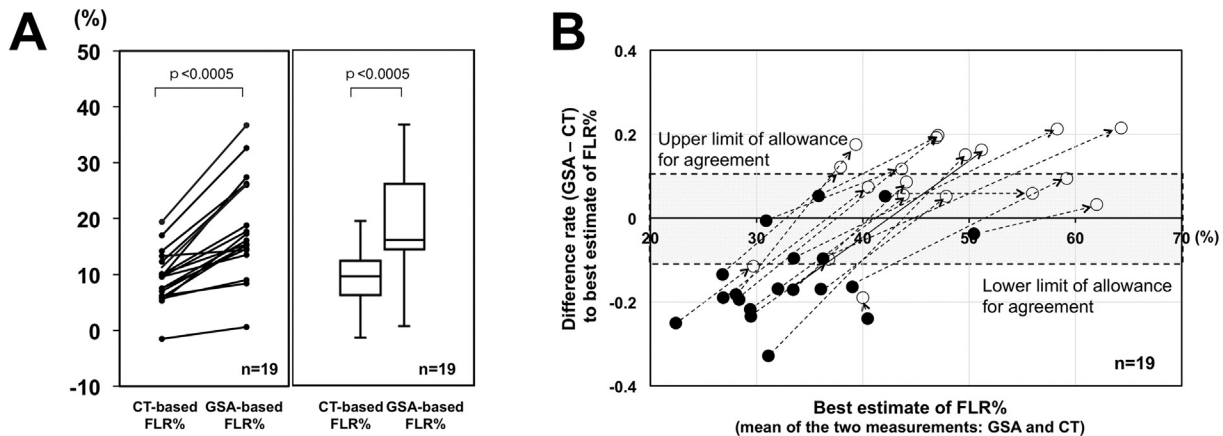 A
(%)
50
40
30
20
10
0
-10
p <0.0005
p <0.0005
n=19
n=19
CT-based
FLR%
GSA-based
FLR%
CT-based
FLR%
GSA-based
FLR%
B
Difference rate (GSA – CT)
to best estimate of FLR%
0.4
0.2
0
-0.2
-0.4
Upper limit of allowance
for agreement
20
30
40
50
60
70
(%)
Lower limit of allowance
for agreement
n=19
Best estimate of FLR%
(mean of the two measurements: GSA and CT)